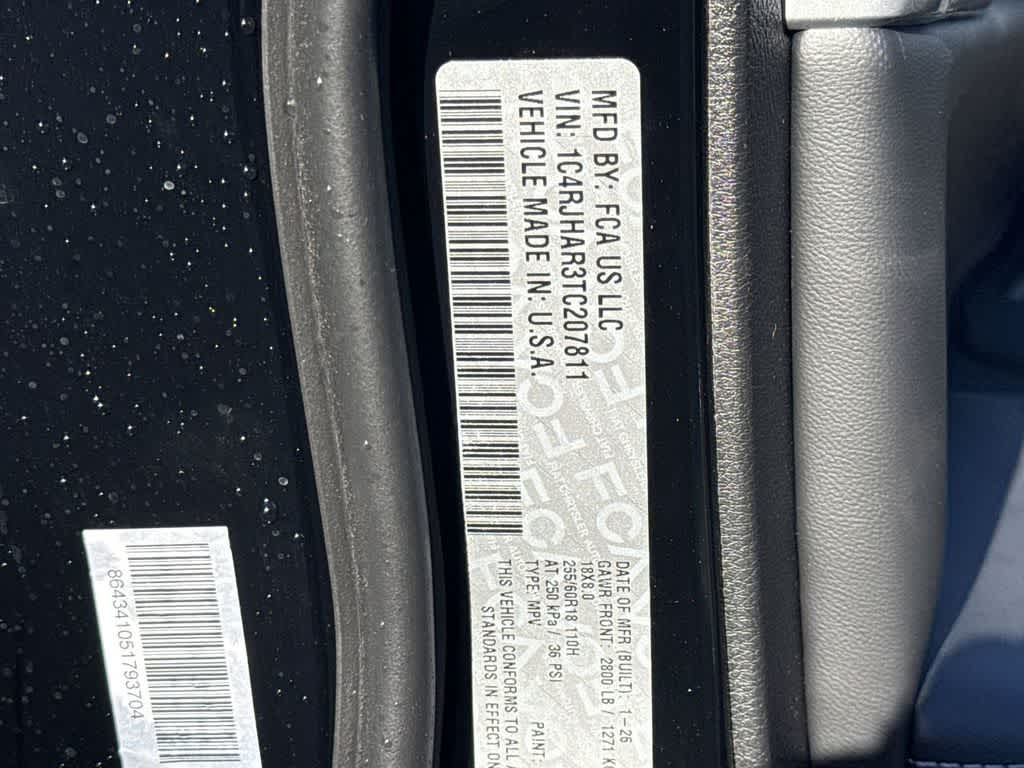 MFD BY: FCA US LLC
VIN: 1C4RJHAR3TC207811
VEHICLE MADE IN: U.S.A.
DATE OF MFR (BUILT): 1-26
GAWR FRONT: 2800 LB / 1271 K
18X8.0
255/60R18 110H
AT 250 kPa / 36 PSI
TYPE: MPV
PAINT:
THIS VEHICLE CONFORMS TO ALL
STANDARDS IN EFFECT ON
864341051793704